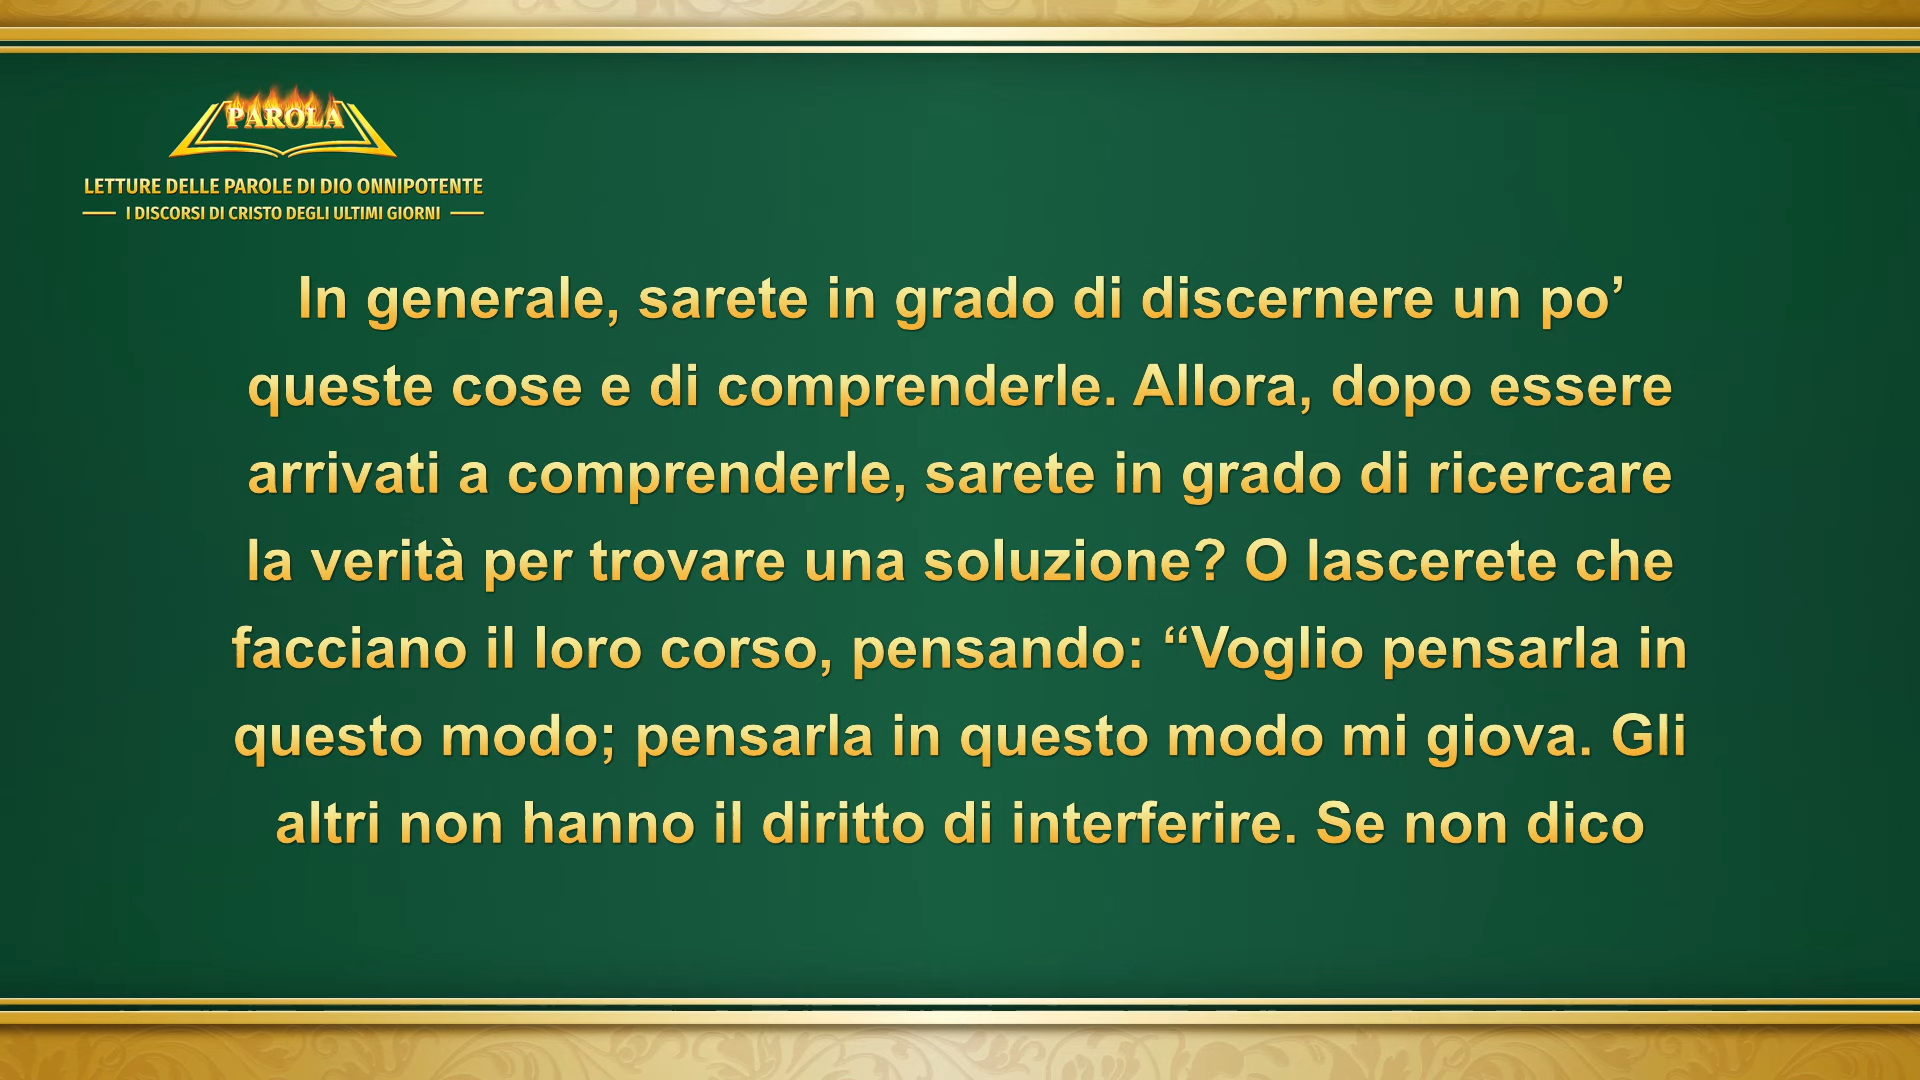 PAROLA
LETTURE DELLE PAROLE DI DIO ONNIPOTENTE
I DISCORSI DI CRISTO DEGLI ULTIMI GIORNI
In generale, sarete in grado di discernere un po’
queste cose e di comprenderle. Allora, dopo essere
arrivati a comprenderle, sarete in grado di ricercare
la verità per trovare una soluzione? O lascerete che
facciano il loro corso, pensando: “Voglio pensarla in
questo modo; pensarla in questo modo mi giova. Gli
altri non hanno il diritto di interferire. Se non dico